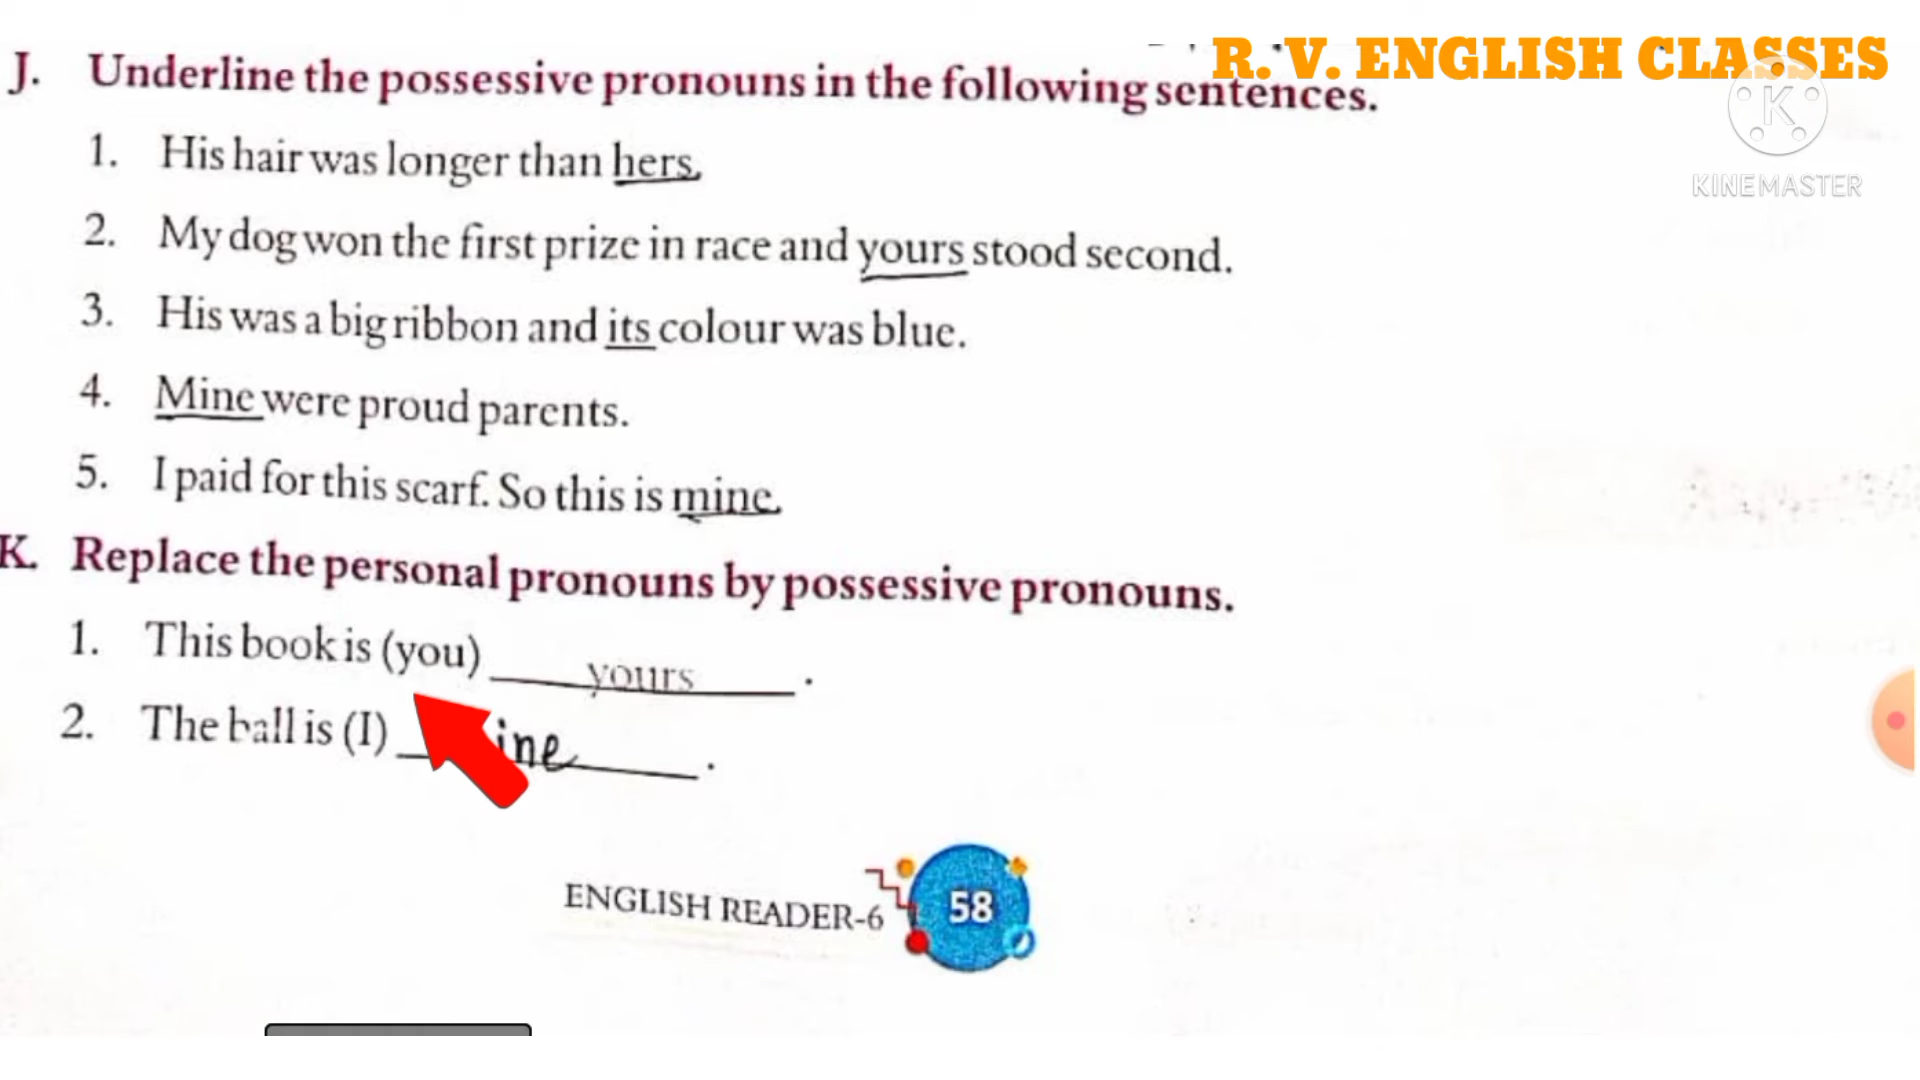 R. V. ENGLISH CLASSES
J. Underline the possessive pronouns in the following sentences.
KINEMASTER
1. His hair was longer than hers.
2. My dog won the first prize in race and yours stood second.
3. His was a big ribbon and its colour was blue.
4. Mine were proud parents.
5. I paid for this scarf. So this is mine.
K. Replace the personal pronouns by possessive pronouns.
1. This book is (you) yours .
2. The ball is (I) ine .
ENGLISH READER-6 58